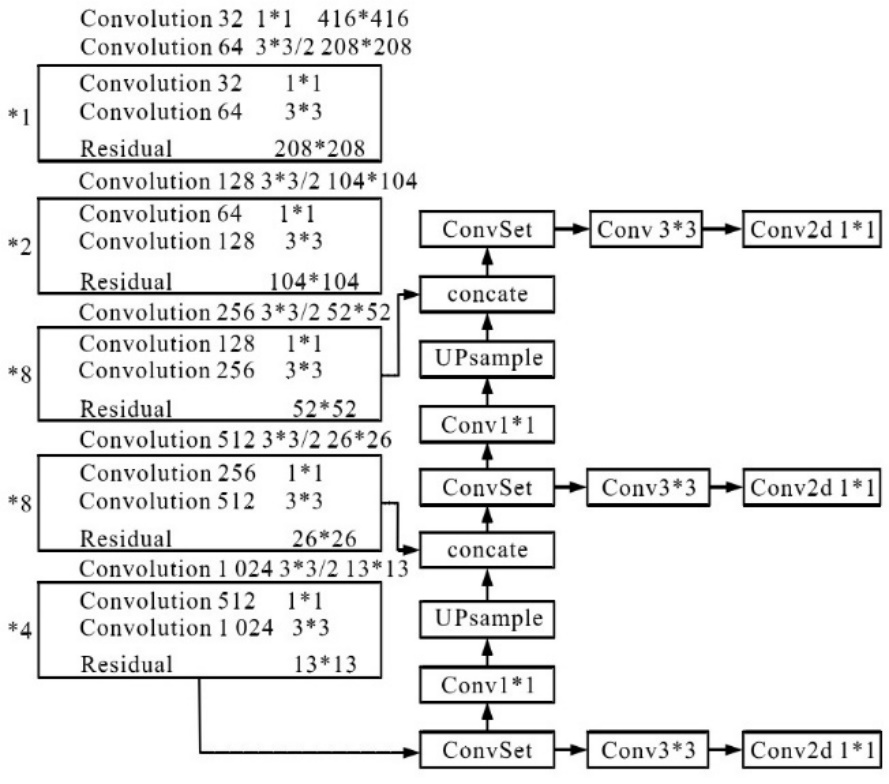 Convolution 32 1*1 416*416
Convolution 64 3*3/2 208*208
*1
Convolution 32 1*1
Convolution 64 3*3
Residual 208*208
Convolution 128 3*3/2 104*104
*2
Convolution 64 1*1
Convolution 128 3*3
Residual 104*104
Convolution 256 3*3/2 52*52
*8
Convolution 128 1*1
Convolution 256 3*3
Residual 52*52
Convolution 512 3*3/2 26*26
*8
Convolution 256 1*1
Convolution 512 3*3
Residual 26*26
Convolution 1 024 3*3/2 13*13
*4
Convolution 512 1*1
Convolution 1 024 3*3
Residual 13*13
ConvSet Conv 3*3 Conv2d 1*1
concate
UPsample
Conv1*1
ConvSet Conv3*3 Conv2d 1*1
concate
UPsample
Conv1*1
ConvSet Conv3*3 Conv2d 1*1